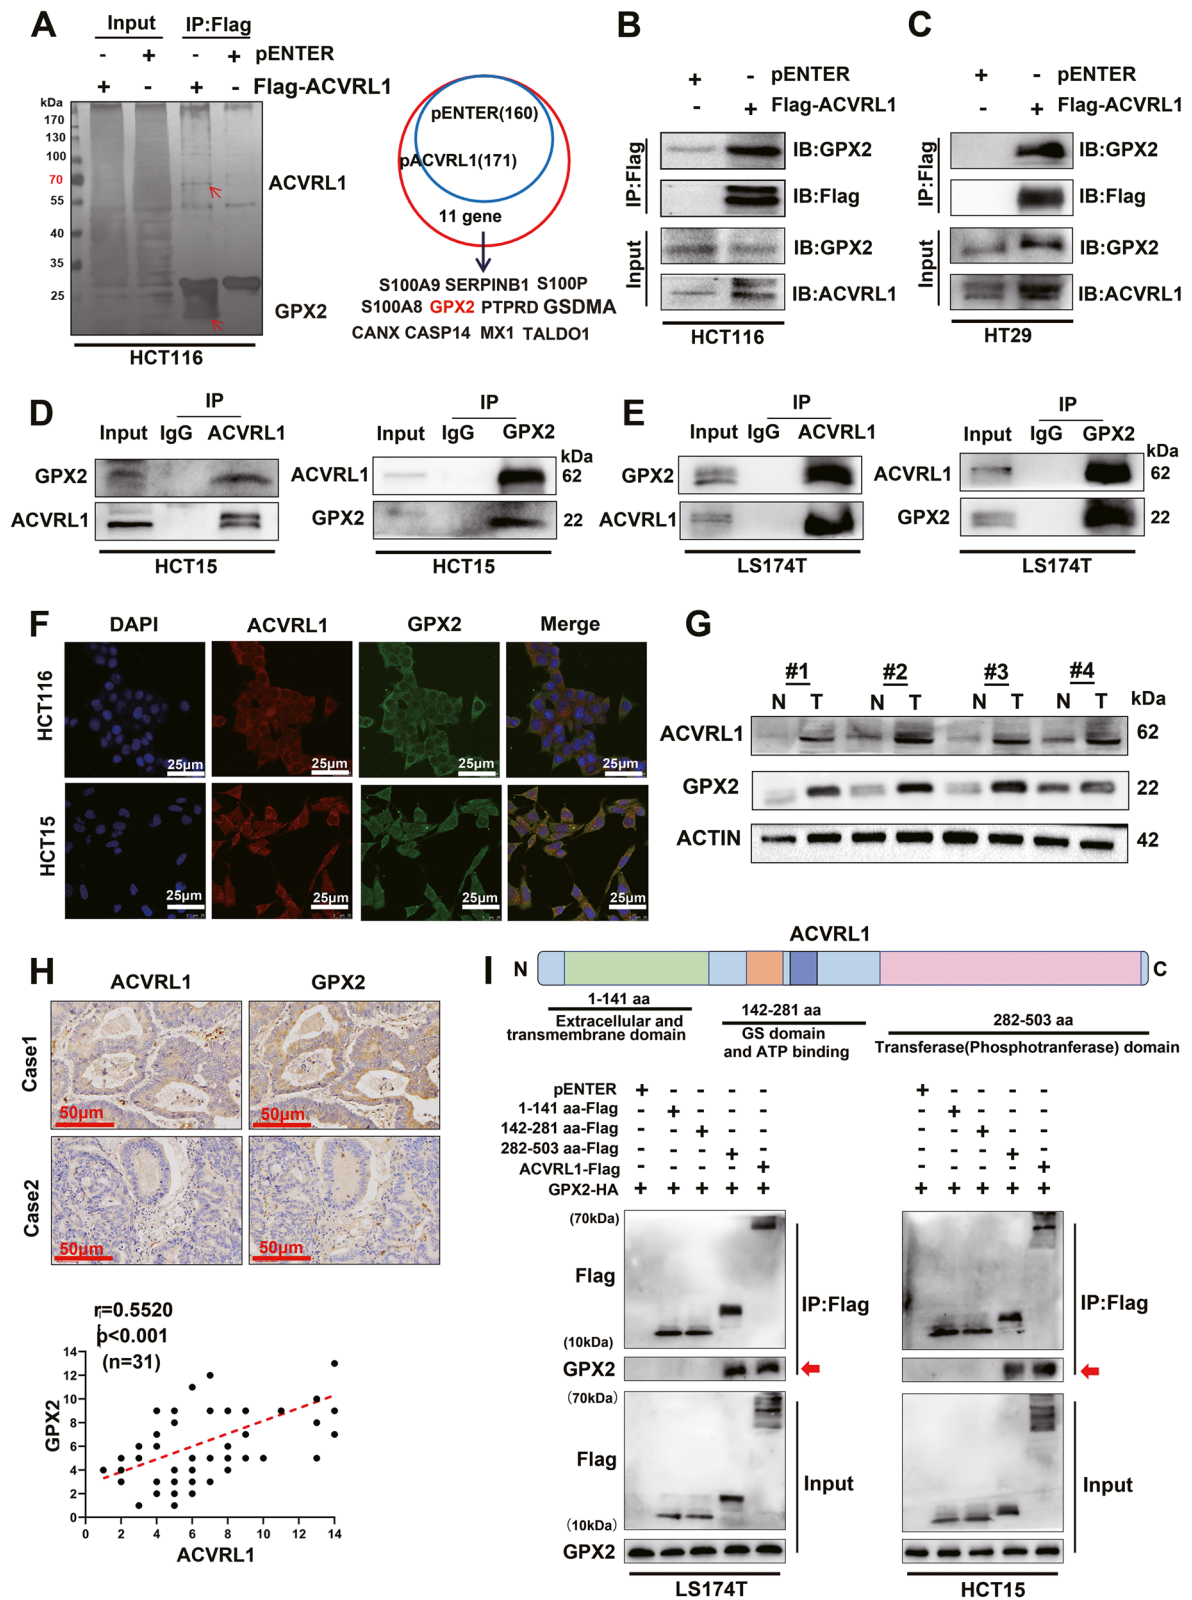 A
Input IP:Flag
- + - + pENTER
+ - + - Flag-ACVRL1
kDa
170
130
100
70
55
40
35
25
ACVRL1
GPX2
HCT116
pENTER(160)
pACVRL1(171)
11 gene
S100A9 SERPINB1 S100P
S100A8 GPX2 PTPRD GSDMA
CANX CASP14 MX1 TALDO1
B
+ - pENTER
- + Flag-ACVRL1
IP:Flag
IB:GPX2
IB:Flag
Input
IB:GPX2
IB:ACVRL1
HCT116
C
+ - pENTER
- + Flag-ACVRL1
IP:Flag
IB:GPX2
IB:Flag
Input
IB:GPX2
IB:ACVRL1
HT29
D
IP
Input IgG ACVRL1
GPX2
ACVRL1
HCT15
IP
Input IgG GPX2
kDa
ACVRL1 62
GPX2 22
HCT15
E
IP
Input IgG ACVRL1
GPX2
ACVRL1
LS174T
IP
Input IgG GPX2
kDa
ACVRL1 62
GPX2 22
LS174T
F
DAPI ACVRL1 GPX2 Merge
HCT116
25μm 25μm 25μm 25μm
HCT15
25μm 25μm 25μm 25μm
G
#1 #2 #3 #4
N T N T N T N T kDa
ACVRL1 62
GPX2 22
ACTIN 42
H
ACVRL1 GPX2
Case1
50μm 50μm
Case2
50μm 50μm
r=0.5520
p<0.001
(n=31)
GPX2
14
12
10
8
6
4
2
0
0 2 4 6 8 10 12 14
ACVRL1
I
ACVRL1
N C
1-141 aa
Extracellular and
transmembrane domain
142-281 aa
GS domain
and ATP binding
282-503 aa
Transferase(Phosphotranferase) domain
pENTER + - - - - + - - - -
1-141 aa-Flag - + - - - - + - - -
142-281 aa-Flag - - + - - - - + - -
282-503 aa-Flag - - - + - - - - + -
ACVRL1-Flag - - - - + - - - - +
GPX2-HA + + + + + + + + + +
(70kDa)
Flag
(10kDa)
GPX2
IP:Flag
IP:Flag
(70kDa)
Flag
(10kDa)
GPX2
Input
Input
LS174T
HCT15